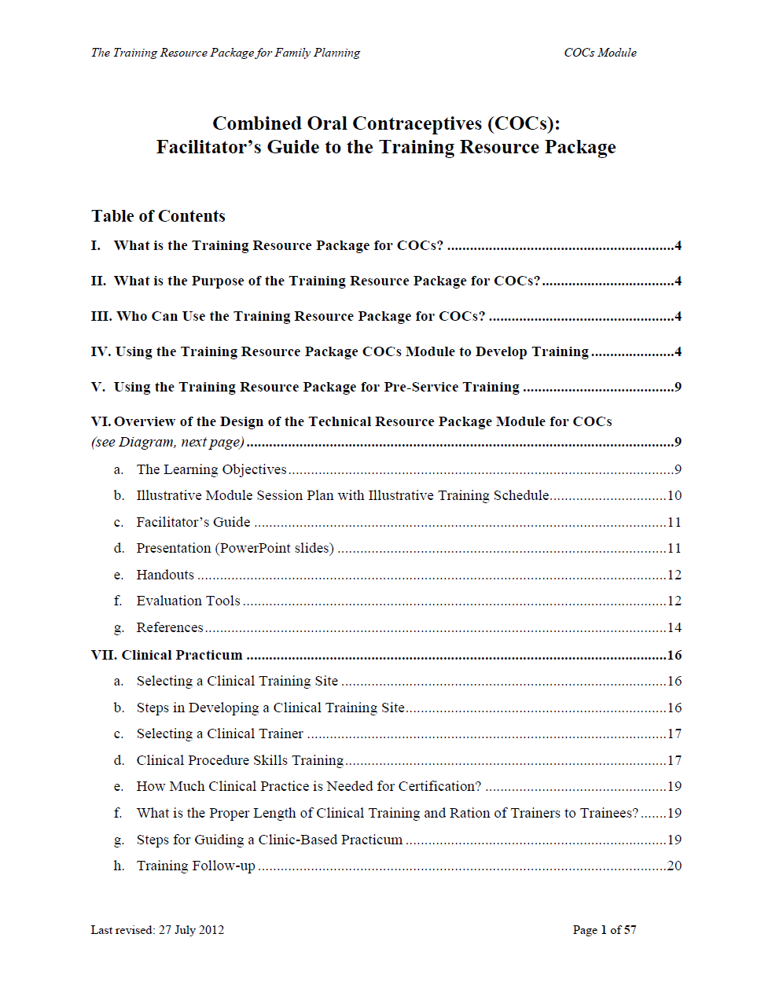 The Training Resource Package for Family Planning COCs Module
Combined Oral Contraceptives (COCs):
Facilitator's Guide to the Training Resource Package
Table of Contents
I. What is the Training Resource Package for COCs? ............................................................4
II. What is the Purpose of the Training Resource Package for COCs?...................................4
III. Who Can Use the Training Resource Package for COCs? .................................................4
IV. Using the Training Resource Package COCs Module to Develop Training ......................4
V. Using the Training Resource Package for Pre-Service Training ........................................9
VI. Overview of the Design of the Technical Resource Package Module for COCs
(see Diagram, next page) .................................................................................................................9
a. The Learning Objectives......................................................................................................9
b. Illustrative Module Session Plan with Illustrative Training Schedule...............................10
c. Facilitator's Guide .............................................................................................................11
d. Presentation (PowerPoint slides) .......................................................................................11
e. Handouts ............................................................................................................................12
f. Evaluation Tools ................................................................................................................12
g. References..........................................................................................................................14
VII. Clinical Practicum ...............................................................................................................16
a. Selecting a Clinical Training Site ......................................................................................16
b. Steps in Developing a Clinical Training Site.....................................................................16
c. Selecting a Clinical Trainer ...............................................................................................17
d. Clinical Procedure Skills Training.....................................................................................17
e. How Much Clinical Practice is Needed for Certification? ................................................19
f. What is the Proper Length of Clinical Training and Ration of Trainers to Trainees?.......19
g. Steps for Guiding a Clinic-Based Practicum .....................................................................19
h. Training Follow-up ............................................................................................................20
Last revised: 27 July 2012 Page 1 of 57